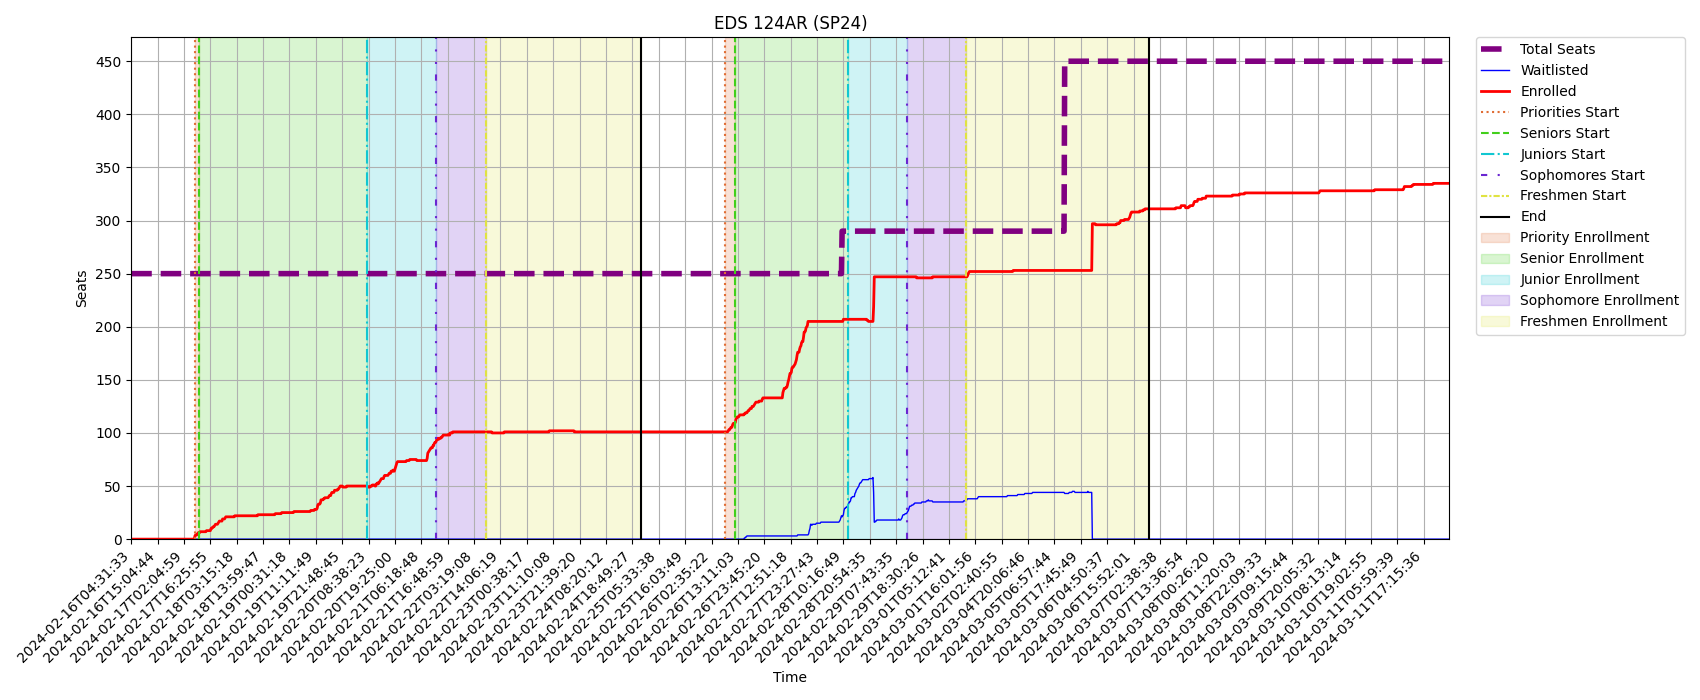 EDS 124AR (SP24)
Seats
450
400
350
300
250
200
150
100
50
0
2024-02-16T04:31:33
2024-02-16T15:04:44
2024-02-17T02:04:59
2024-02-17T16:25:55
2024-02-18T03:15:18
2024-02-18T13:59:47
2024-02-19T00:31:18
2024-02-19T11:11:49
2024-02-19T21:48:45
2024-02-20T08:38:23
2024-02-20T19:25:00
2024-02-21T06:18:48
2024-02-21T16:48:59
2024-02-22T03:19:08
2024-02-22T14:06:19
2024-02-23T00:38:17
2024-02-23T11:10:08
2024-02-23T21:39:20
2024-02-24T08:20:12
2024-02-24T18:49:27
2024-02-25T05:33:38
2024-02-25T16:03:49
2024-02-26T02:35:22
2024-02-26T13:11:03
2024-02-26T23:45:20
2024-02-27T12:51:18
2024-02-27T23:27:43
2024-02-28T10:16:49
2024-02-28T20:54:35
2024-02-29T07:43:35
2024-02-29T18:30:26
2024-03-01T05:12:41
2024-03-01T16:01:56
2024-03-02T02:40:55
2024-03-04T20:06:46
2024-03-05T06:57:44
2024-03-05T17:45:49
2024-03-06T04:50:37
2024-03-06T15:52:01
2024-03-07T02:38:38
2024-03-07T13:36:54
2024-03-08T00:26:20
2024-03-08T11:20:03
2024-03-08T22:09:33
2024-03-09T09:15:44
2024-03-09T20:05:32
2024-03-10T08:13:14
2024-03-10T19:02:55
2024-03-11T05:59:39
2024-03-11T17:15:36
Time
Total Seats
Waitlisted
Enrolled
Priorities Start
Seniors Start
Juniors Start
Sophomores Start
Freshmen Start
End
Priority Enrollment
Senior Enrollment
Junior Enrollment
Sophomore Enrollment
Freshmen Enrollment